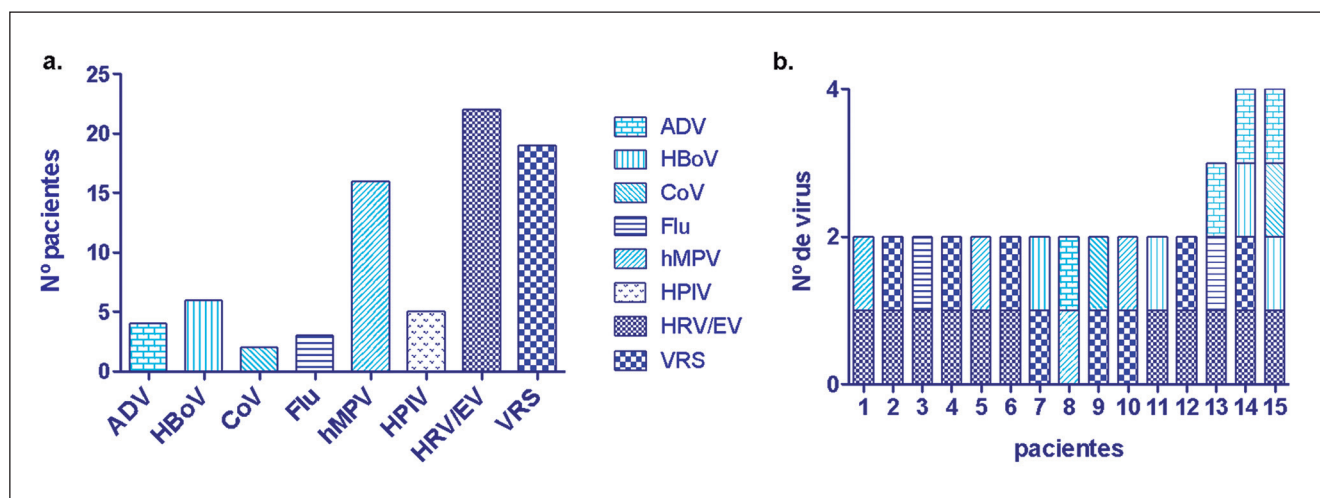 a.
Nº pacientes
25
20
15
10
5
0
ADV
HBoV
CoV
Flu
hMPV
HPIV
HRV/EV
VRS
ADV
HBoV
CoV
Flu
hMPV
HPIV
HRV/EV
VRS
b.
Nº de virus
4
2
0
1 2 3 4 5 6 7 8 9 10 11 12 13 14 15
pacientes